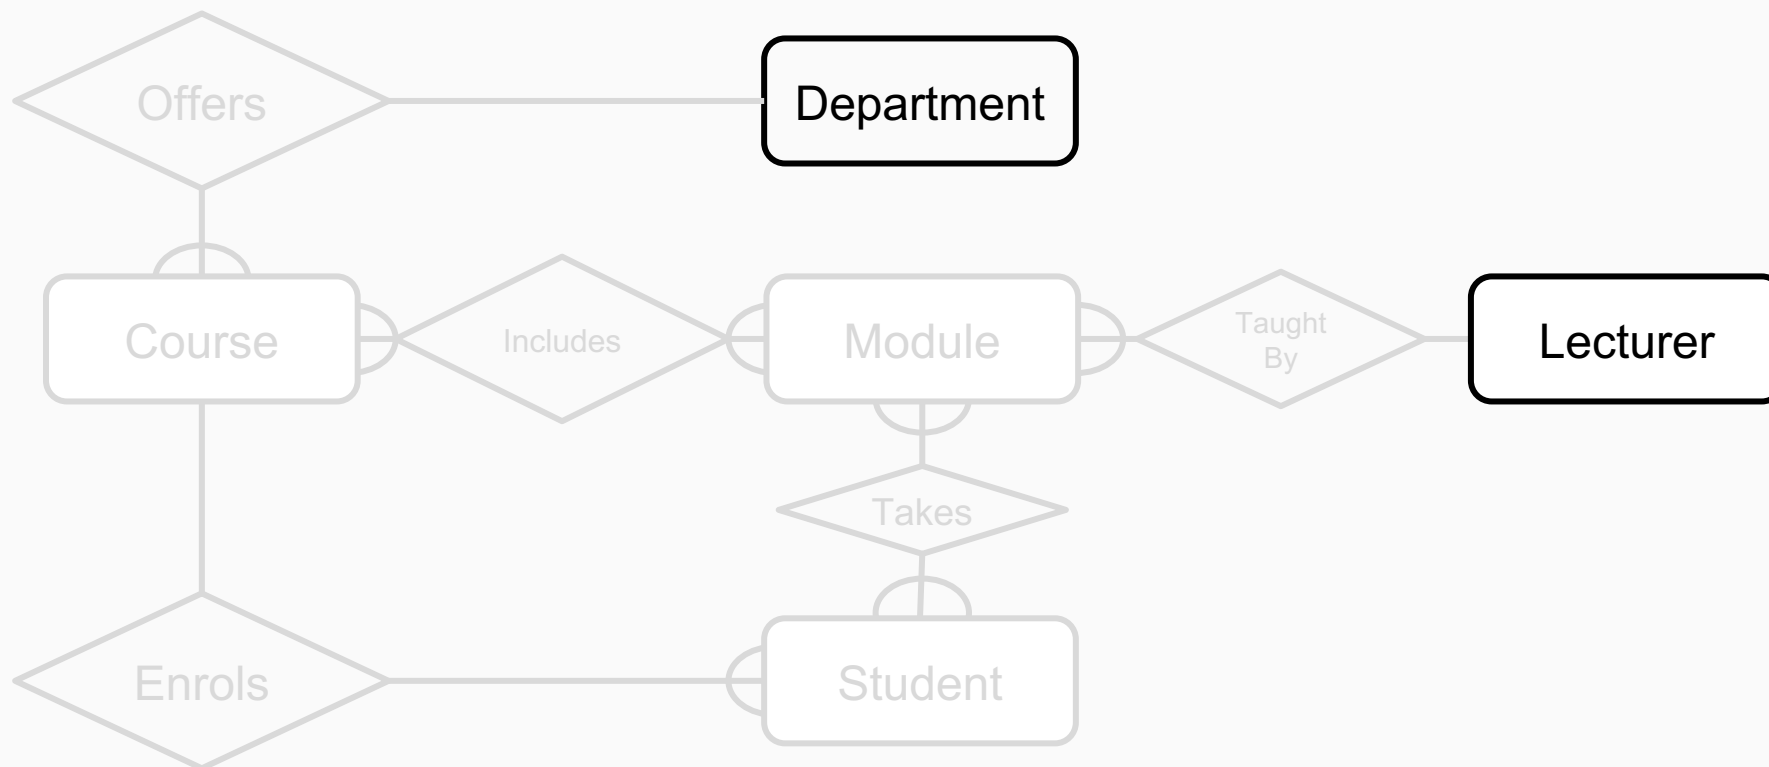 Offers
Department
Course
Includes
Module
Taught
By
Lecturer
Takes
Enrols
Student